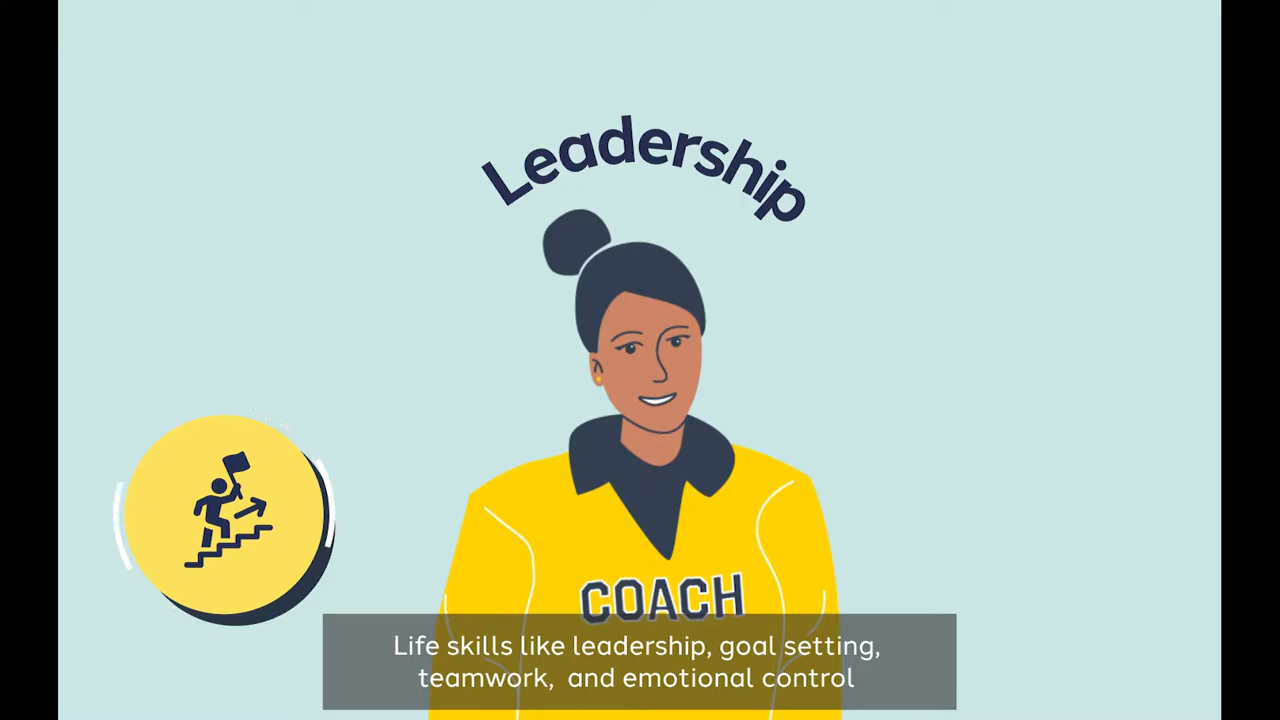 Leadership
COACH
Life skills like leadership, goal setting,
teamwork, and emotional control